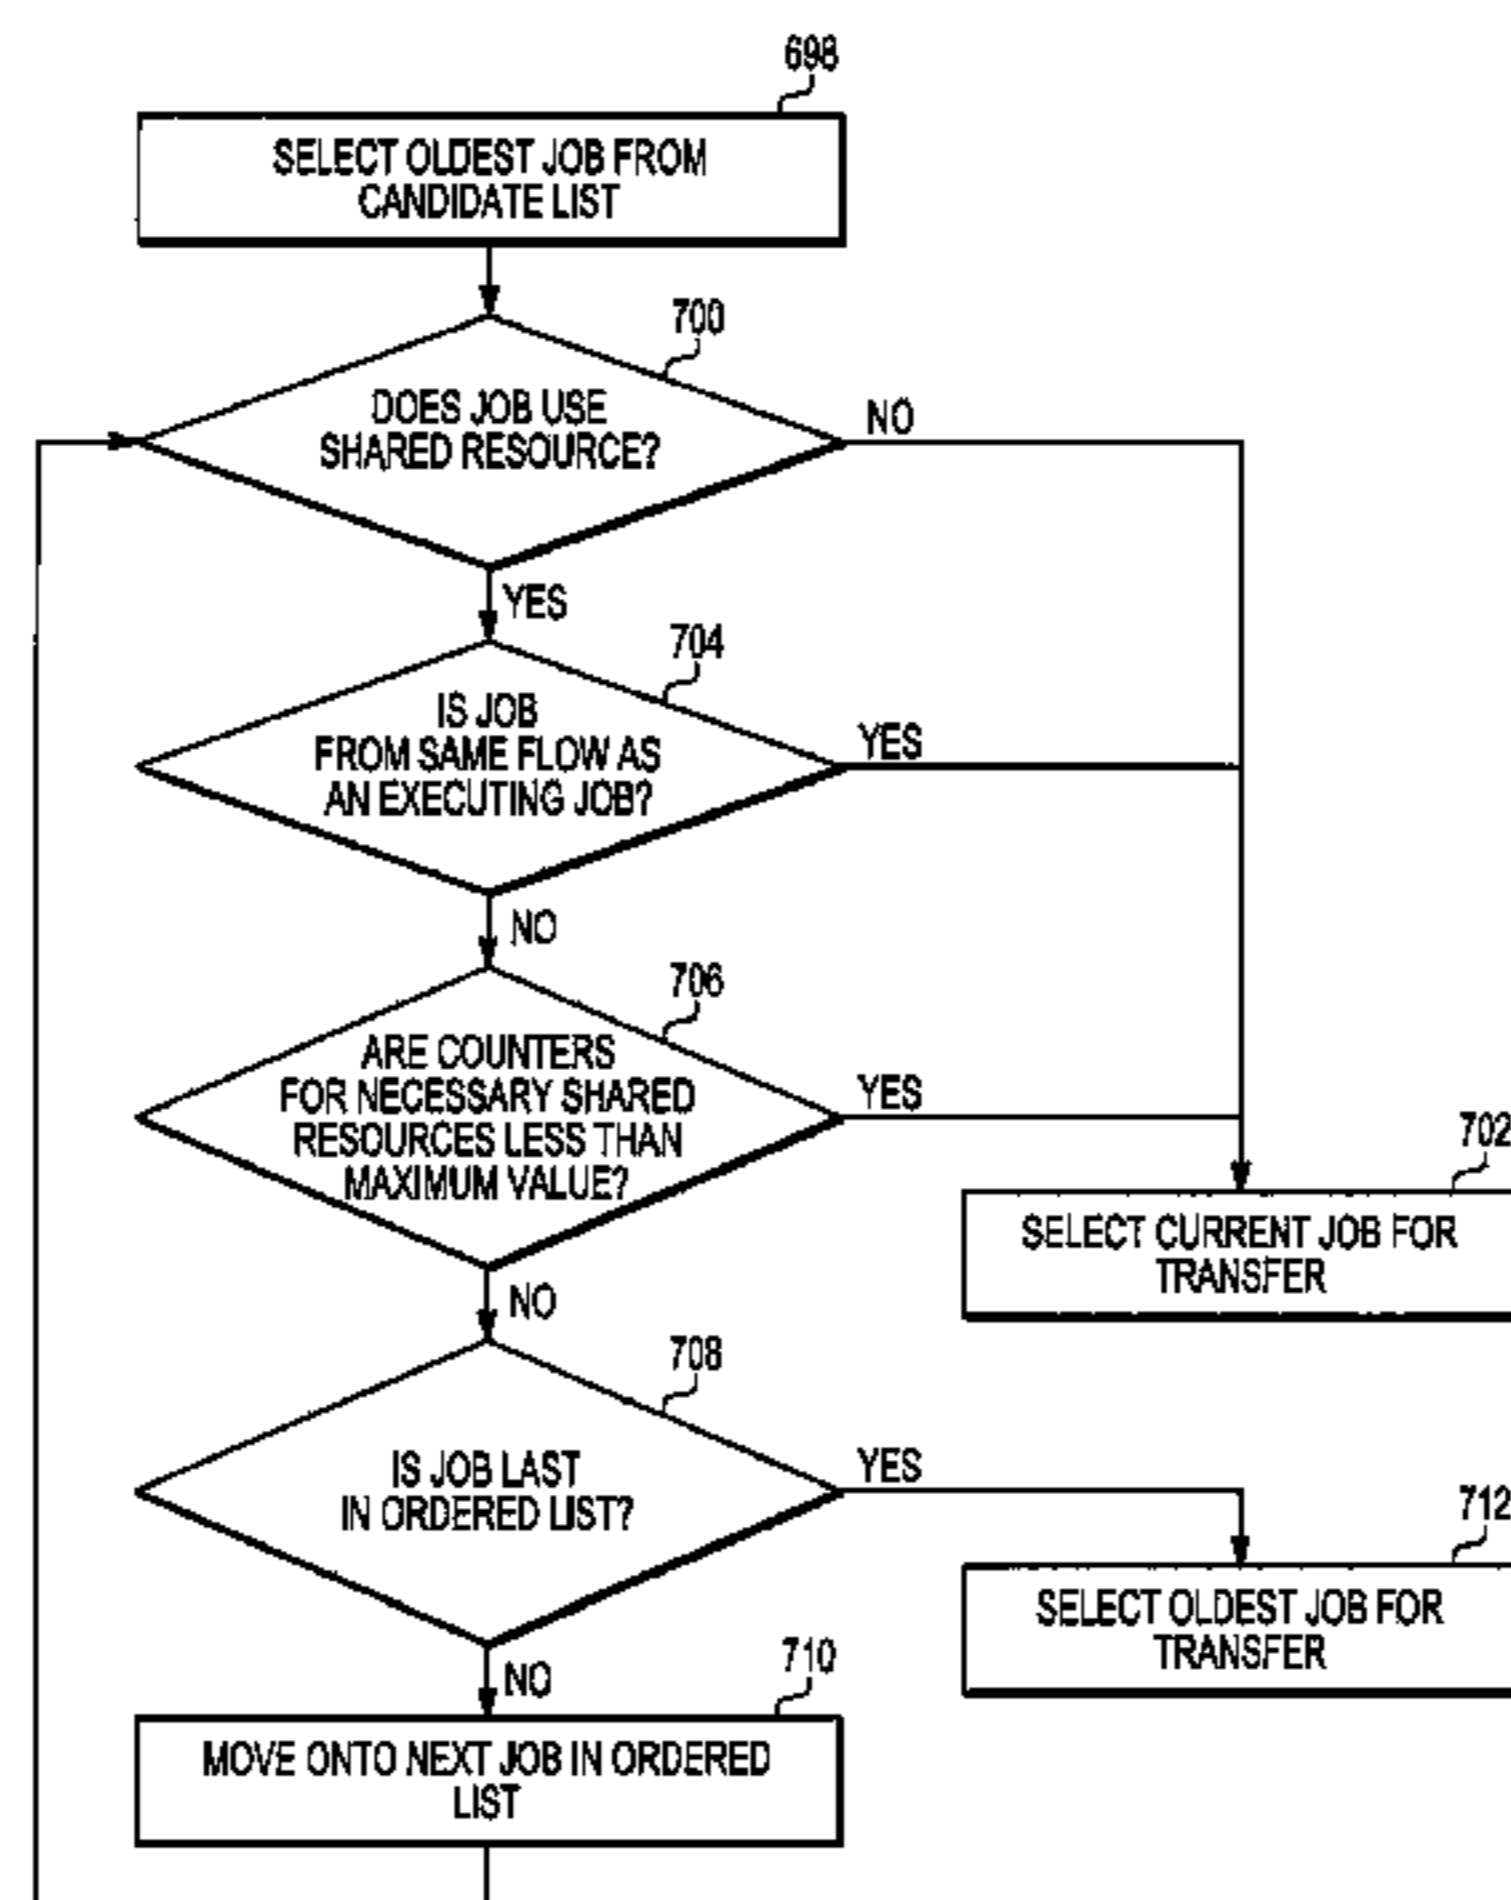 698
SELECT OLDEST JOB FROM
CANDIDATE LIST
700
DOES JOB USE
SHARED RESOURCE?
NO
YES
704
IS JOB
FROM SAME FLOW AS
AN EXECUTING JOB?
YES
NO
706
ARE COUNTERS
FOR NECESSARY SHARED
RESOURCES LESS THAN
MAXIMUM VALUE?
YES
NO
702
SELECT CURRENT JOB FOR
TRANSFER
708
IS JOB LAST
IN ORDERED LIST?
YES
NO
712
SELECT OLDEST JOB FOR
TRANSFER
710
MOVE ONTO NEXT JOB IN ORDERED
LIST